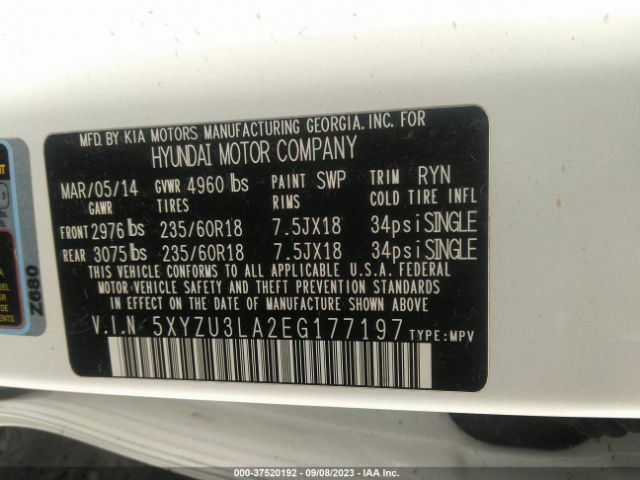 MFD. BY KIA MOTORS MANUFACTURING GEORGIA. INC. FOR
HYUNDAI MOTOR COMPANY
MAR/05/14 GVWR 4960 lbs PAINT SWP TRIM RYN
GAWR TIRES RIMS COLD TIRE INFL
FRONT 2976 lbs 235/60R18 7.5JX18 34psi SINGLE
REAR 3075 lbs 235/60R18 7.5JX18 34psi SINGLE
THIS VEHICLE CONFORMS TO ALL APPLICABLE U.S.A. FEDERAL
MOTOR-VEHICLE SAFETY AND THEFT PREVENTION STANDARDS
IN EFFECT ON THE DATE OF MANUFACTURE SHOWN ABOVE.
V.I.N. 5XYZU3LA2EG177197 TYPE:MPV
Z680
000-37520192 - 09/08/2023 - IAA Inc.